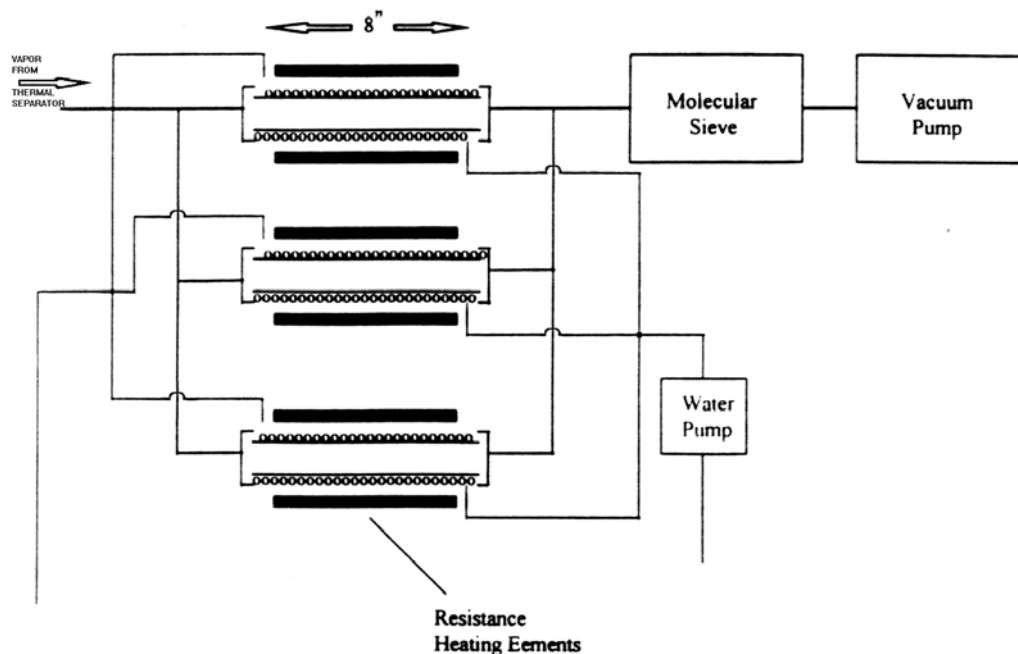 8"
VAPOR
FROM
THERMAL
SEPARATOR
Molecular
Sieve
Vacuum
Pump
Water
Pump
Resistance
Heating Eements